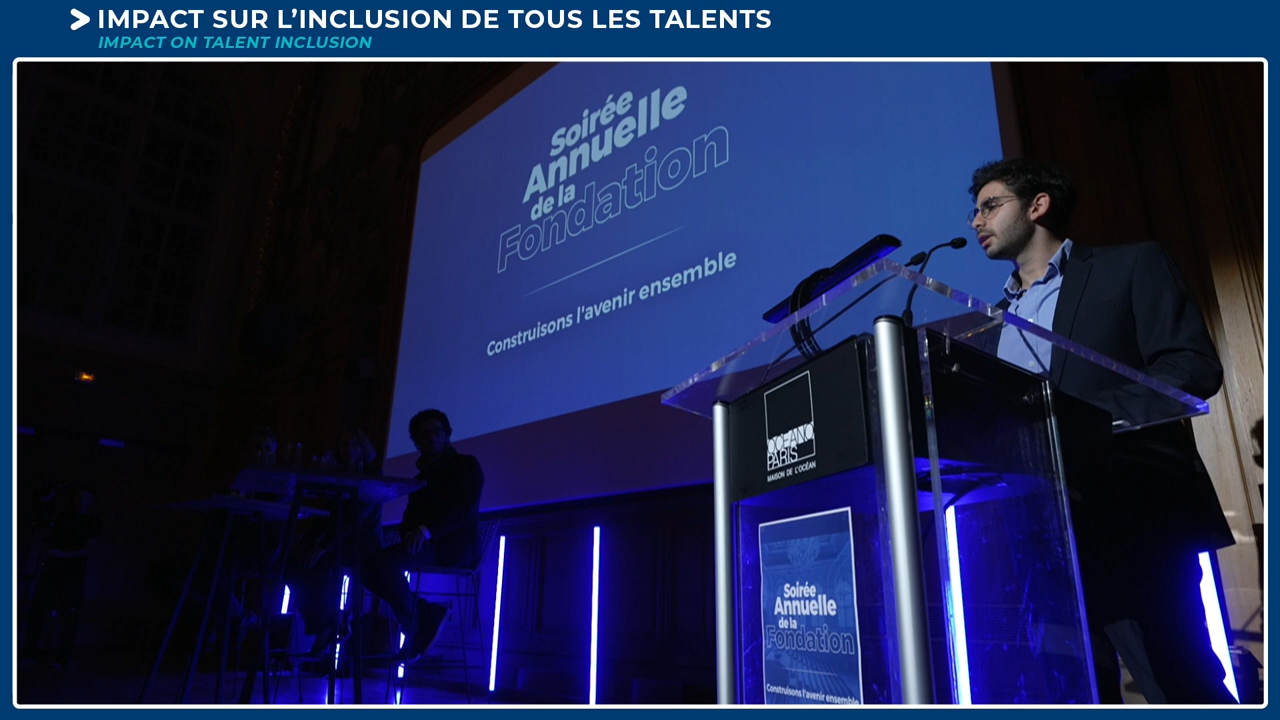 IMPACT SUR L’INCLUSION DE TOUS LES TALENTS
IMPACT ON TALENT INCLUSION
Soirée
Annuelle
de la
Fondation
Construisons l'avenir ensemble
OCEANO
PARIS
MAISON DE L'OCÉAN
Soirée
Annuelle
de la
Fondation
Construisons l'avenir ensemble